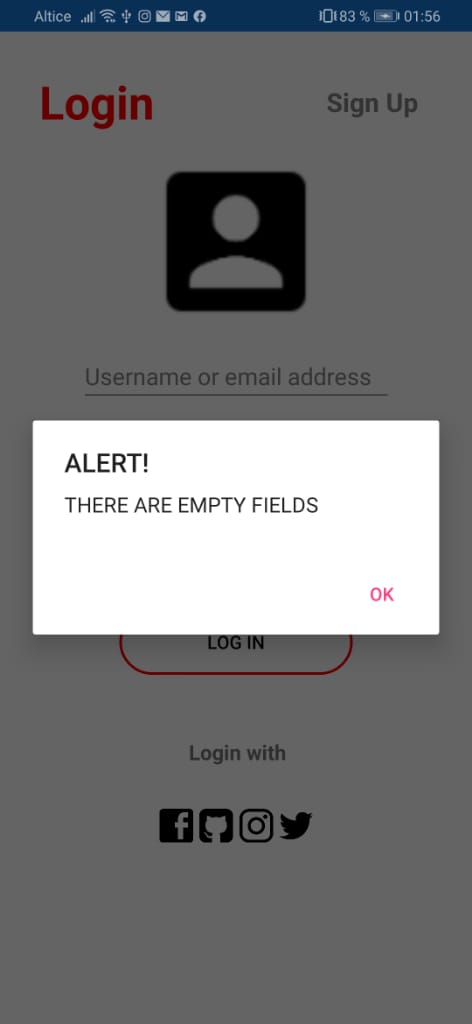 Altice 83 % 01:56
Login Sign Up
Username or email address
ALERT!
THERE ARE EMPTY FIELDS
OK
LOG IN
Login with